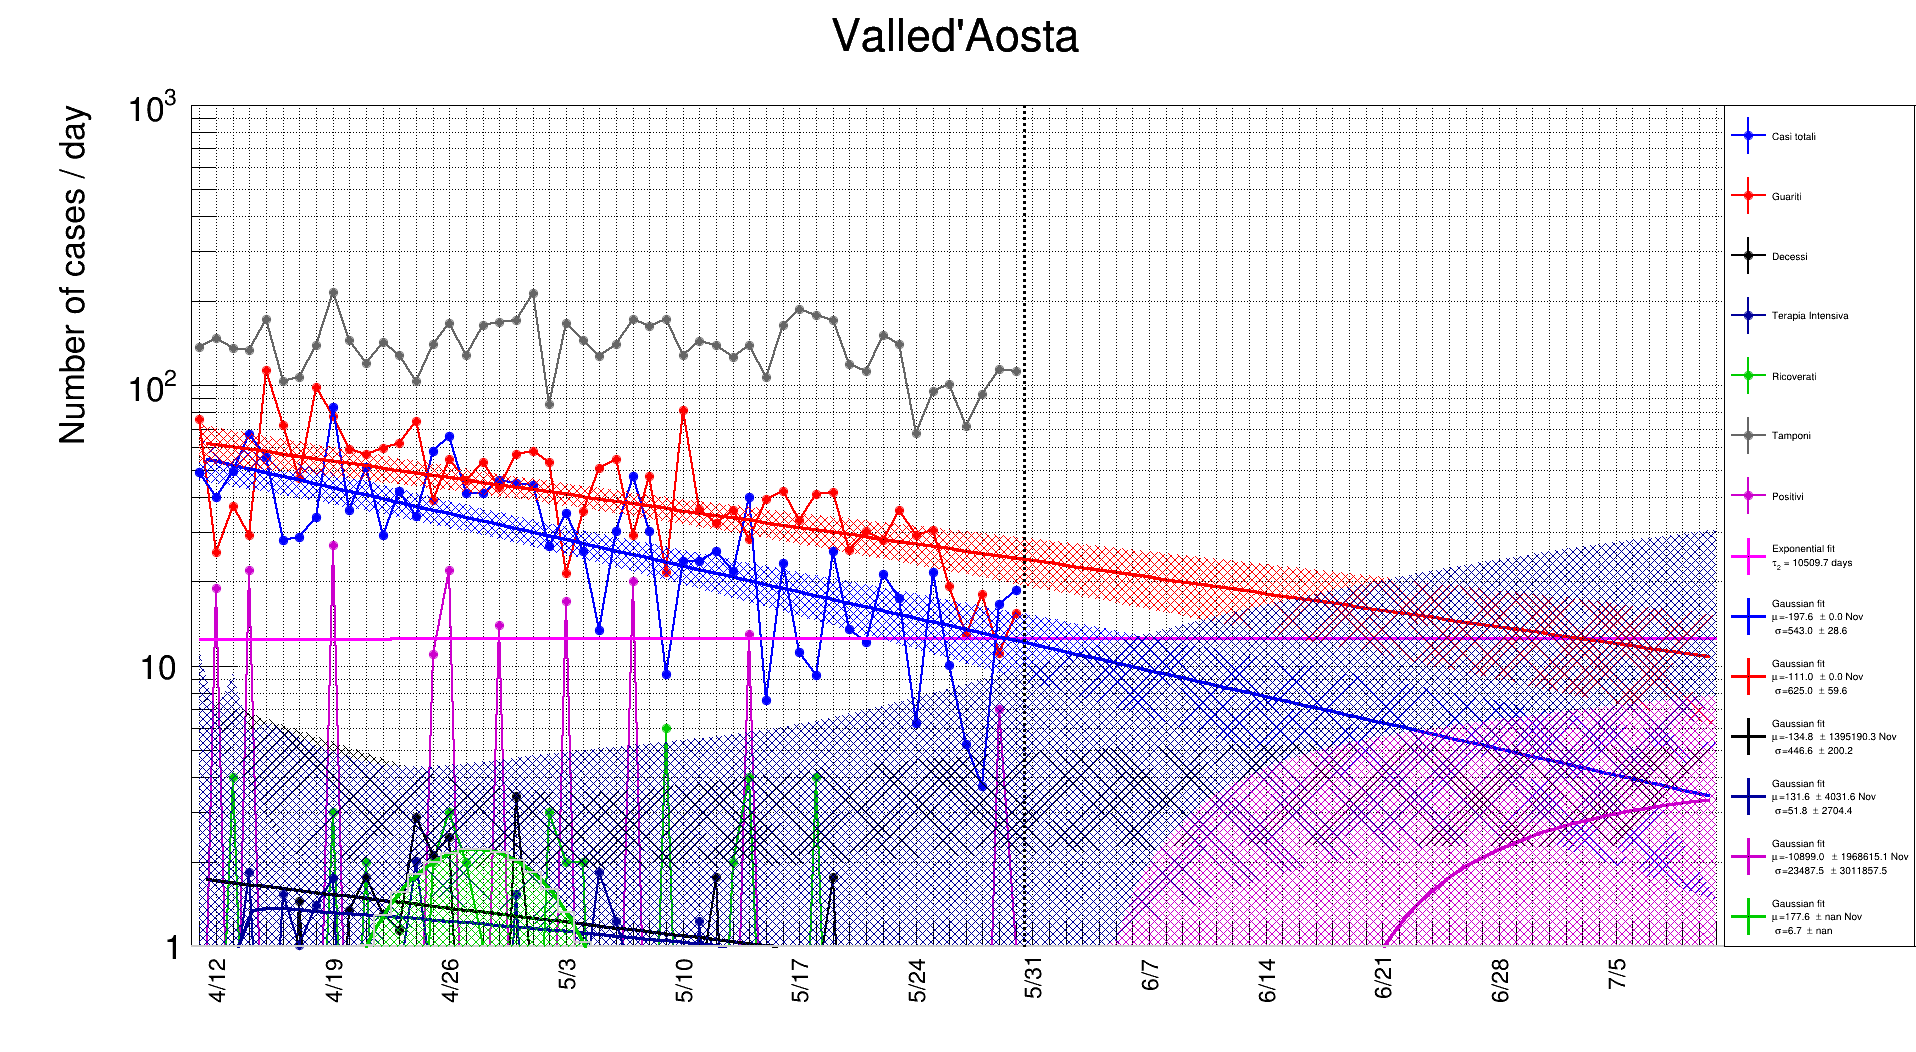 Valled'Aosta
Number of cases / day
10³
10²
10
1
4/12
4/19
4/26
5/3
5/10
5/17
5/24
5/31
6/7
6/14
6/21
6/28
7/5
Casi totali
Guariti
Decessi
Terapia Intensiva
Ricoverati
Tamponi
Positivi
Exponential fit
τ₂ = 10509.7 days
Gaussian fit
μ=-197.6 ± 0.0 Nov
σ=543.0 ± 28.6
Gaussian fit
μ=-111.0 ± 0.0 Nov
σ=625.0 ± 59.6
Gaussian fit
μ=-134.8 ± 1395190.3 Nov
σ=446.6 ± 200.2
Gaussian fit
μ=131.6 ± 4031.6 Nov
σ=51.8 ± 2704.4
Gaussian fit
μ=-10899.0 ± 1968615.1 Nov
σ=23487.5 ± 3011857.5
Gaussian fit
μ=177.6 ± nan Nov
σ=6.7 ± nan